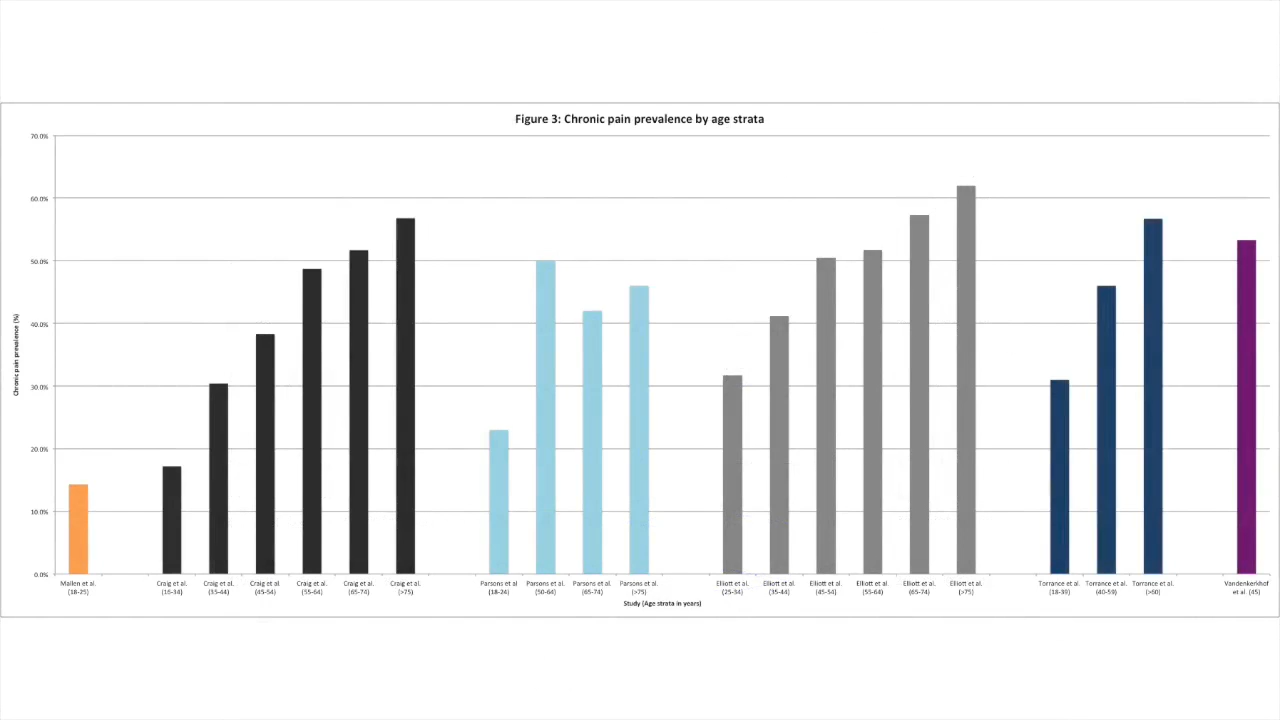 Figure 3: Chronic pain prevalence by age strata
70.0%
60.0%
50.0%
40.0%
30.0%
20.0%
10.0%
0.0%
Chronic pain prevalence (%)
Mallen et al. (18-25)
Craig et al. (16-34)
Craig et al. (35-44)
Craig et al (45-54)
Craig et al. (55-64)
Craig et al. (65-74)
Craig et al. (>75)
Parsons et al (18-24)
Parsons et al. (50-64)
Parsons et al. (65-74)
Parsons et al. (>75)
Elliott et al. (25-34)
Elliott et al. (35-44)
Elliott et al. (45-54)
Elliott et al. (55-64)
Elliott et al. (65-74)
Elliott et al. (>75)
Torrance et al. (18-39)
Torrance et al. (40-59)
Torrance et al. (>60)
Vandenkerkhof et al. (45)
Study (Age strata in years)